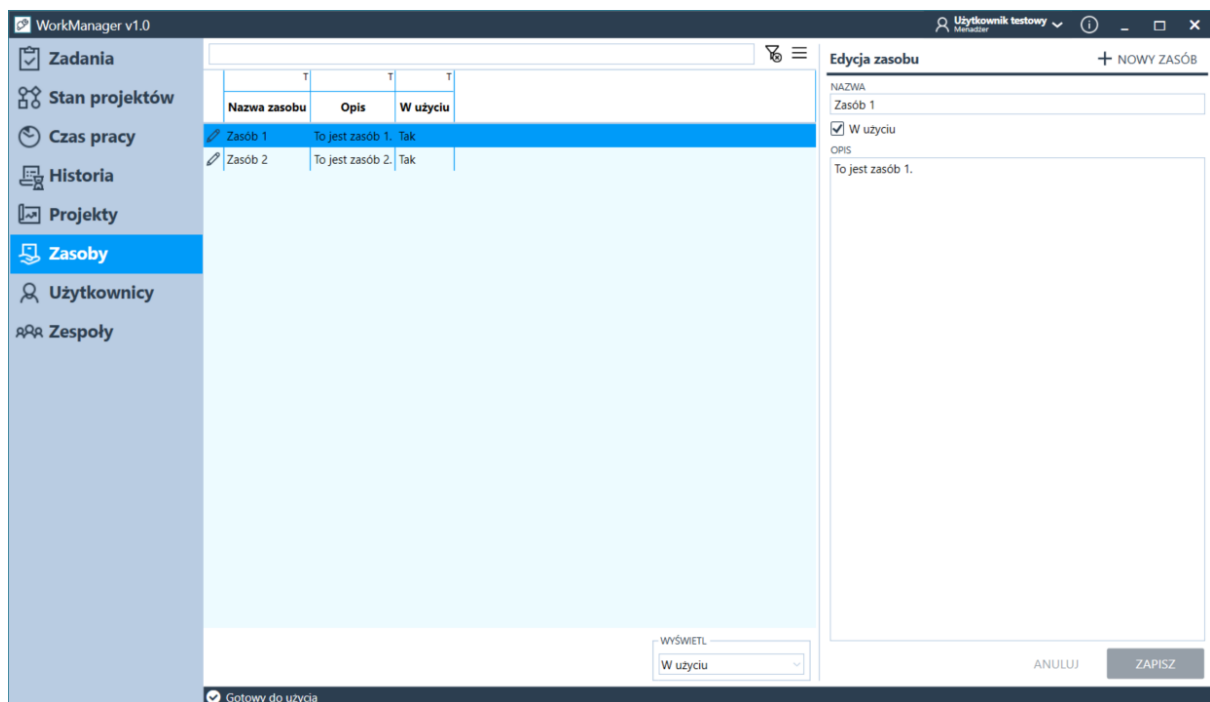 WorkManager v1.0
Użytkownik testowy
Menadżer
Zadania
Stan projektów
Czas pracy
Historia
Projekty
Zasoby
Użytkownicy
Zespoły
T T T
Nazwa zasobu Opis W użyciu
Zasób 1 To jest zasób 1. Tak
Zasób 2 To jest zasób 2. Tak
WYŚWIETL
W użyciu
Edycja zasobu + NOWY ZASÓB
NAZWA
Zasób 1
W użyciu
OPIS
To jest zasób 1.
ANULUJ ZAPISZ
Gotowy do użycia